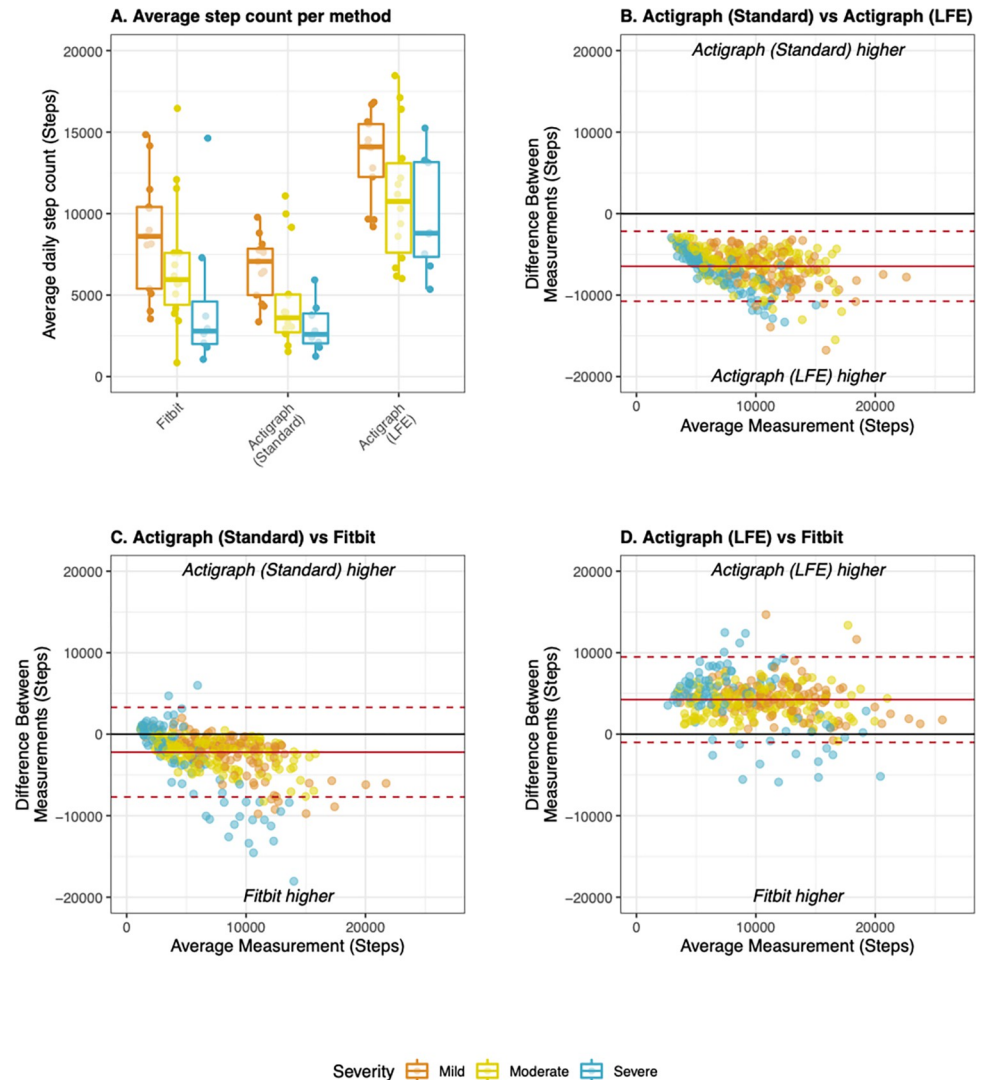 A. Average step count per method
Average daily step count (Steps)
20000
15000
10000
5000
0
Fitbit
Actigraph
(Standard)
Actigraph
(LFE)
B. Actigraph (Standard) vs Actigraph (LFE)
Difference Between
Measurements (Steps)
20000
10000
0
−10000
−20000
Actigraph (Standard) higher
Actigraph (LFE) higher
0
10000
20000
Average Measurement (Steps)
C. Actigraph (Standard) vs Fitbit
Difference Between
Measurements (Steps)
20000
10000
0
−10000
−20000
Actigraph (Standard) higher
Fitbit higher
0
10000
20000
Average Measurement (Steps)
D. Actigraph (LFE) vs Fitbit
Difference Between
Measurements (Steps)
20000
10000
0
−10000
−20000
Actigraph (LFE) higher
Fitbit higher
0
10000
20000
Average Measurement (Steps)
Severity Mild Moderate Severe